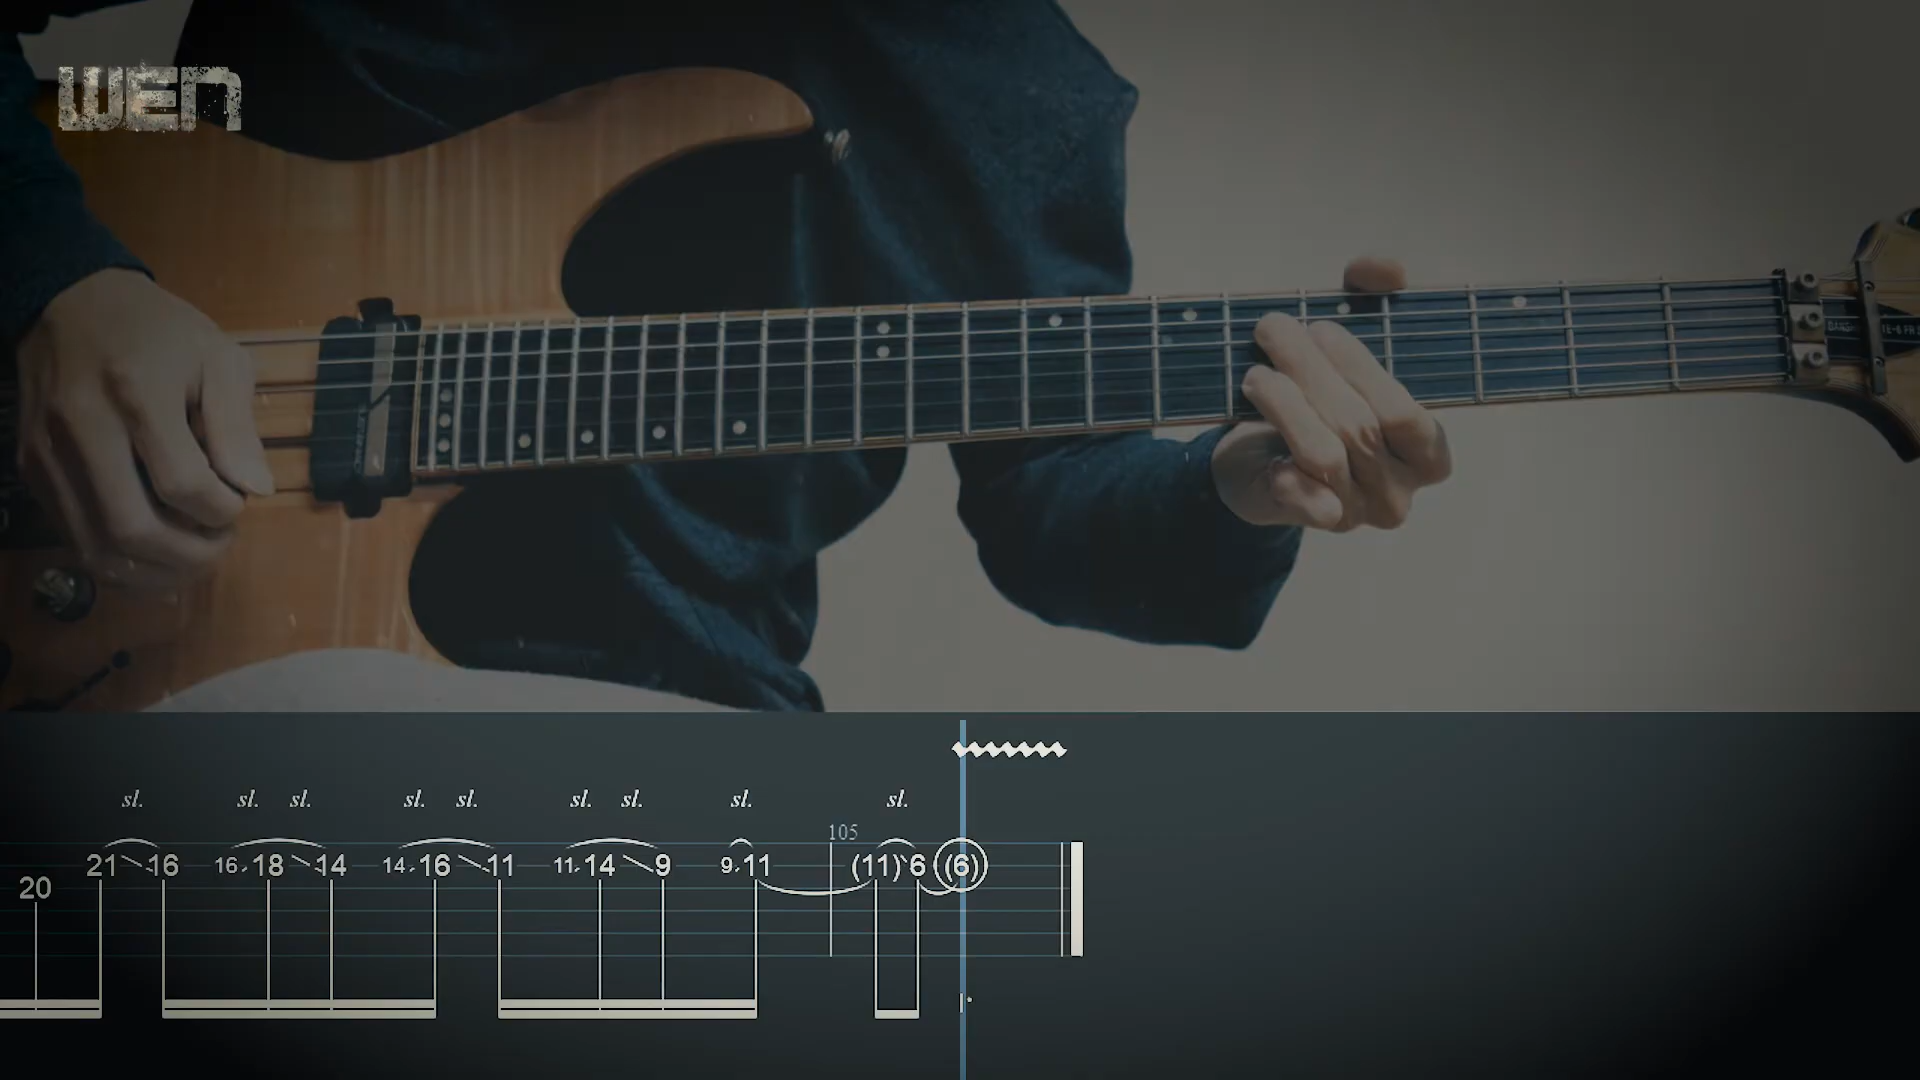 WEN
sl. sl. sl. sl. sl. sl. sl. sl. sl.
105
21 16 16 18 14 14 16 11 11 14 9 9 11 (11) 6 (6)
20